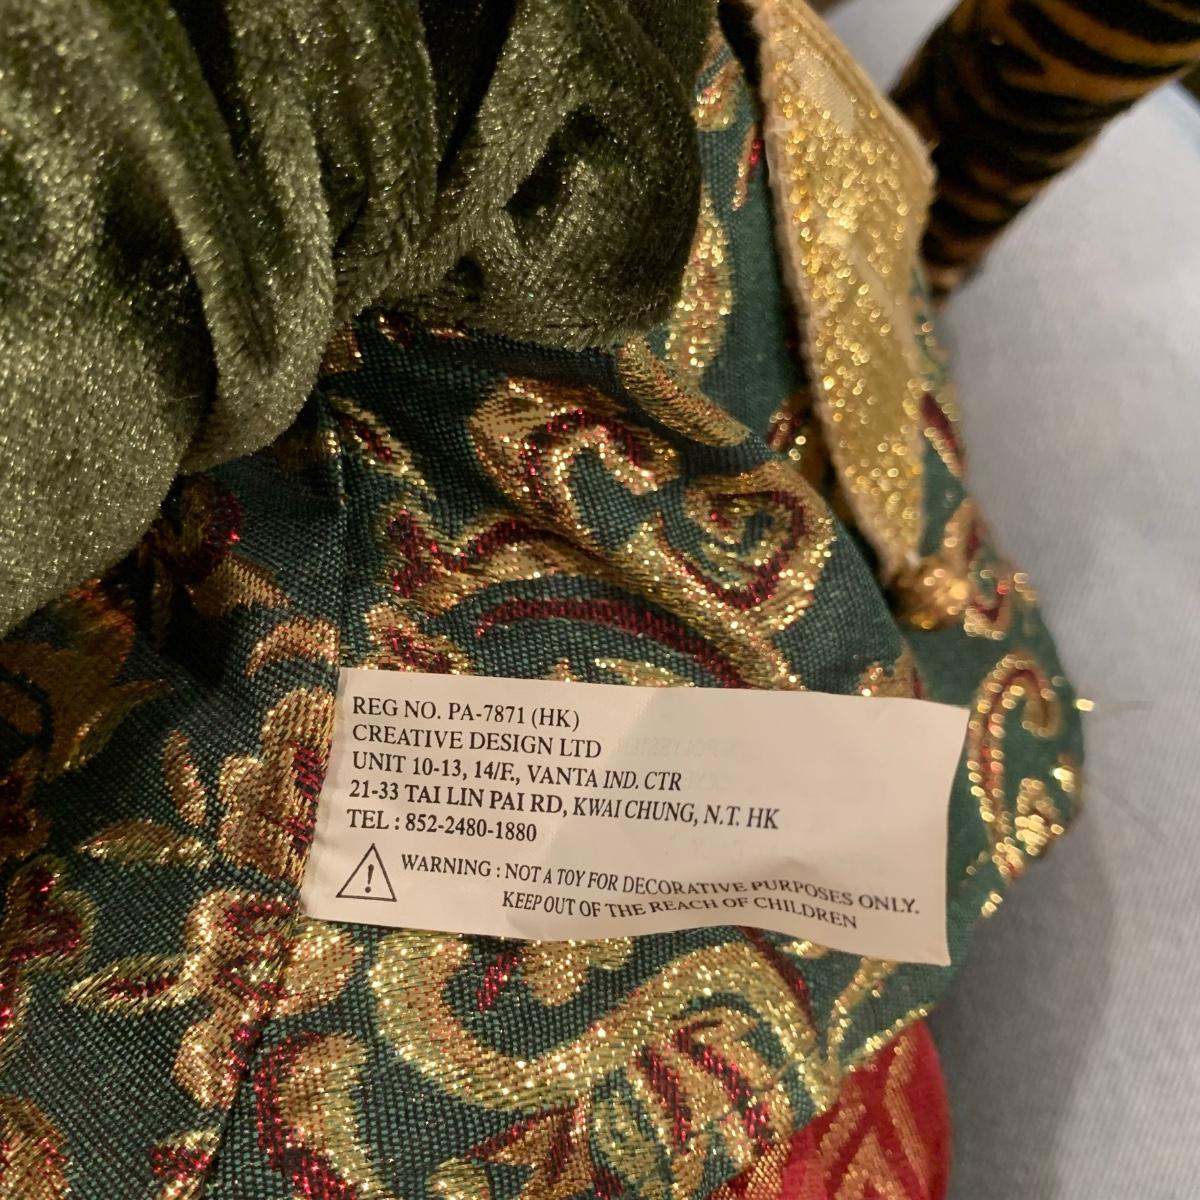 REG NO. PA-7871 (HK)
CREATIVE DESIGN LTD
UNIT 10-13, 14/F., VANTA IND. CTR
21-33 TAI LIN PAI RD, KWAI CHUNG, N.T. HK
TEL : 852-2480-1880
WARNING : NOT A TOY FOR DECORATIVE PURPOSES ONLY.
KEEP OUT OF THE REACH OF CHILDREN